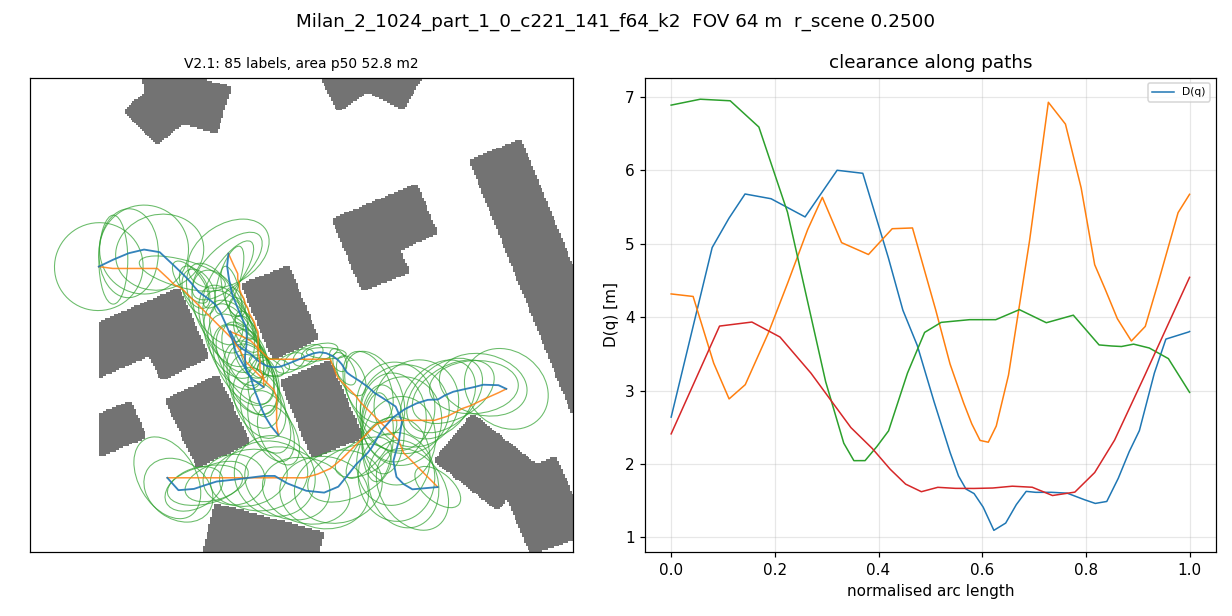 Milan_2_1024_part_1_0_c221_141_f64_k2  FOV 64 m  r_scene 0.2500
V2.1: 85 labels, area p50 52.8 m2
clearance along paths
D(q)
7
6
5
4
3
2
1
D(q) [m]
0.0 0.2 0.4 0.6 0.8 1.0
normalised arc length